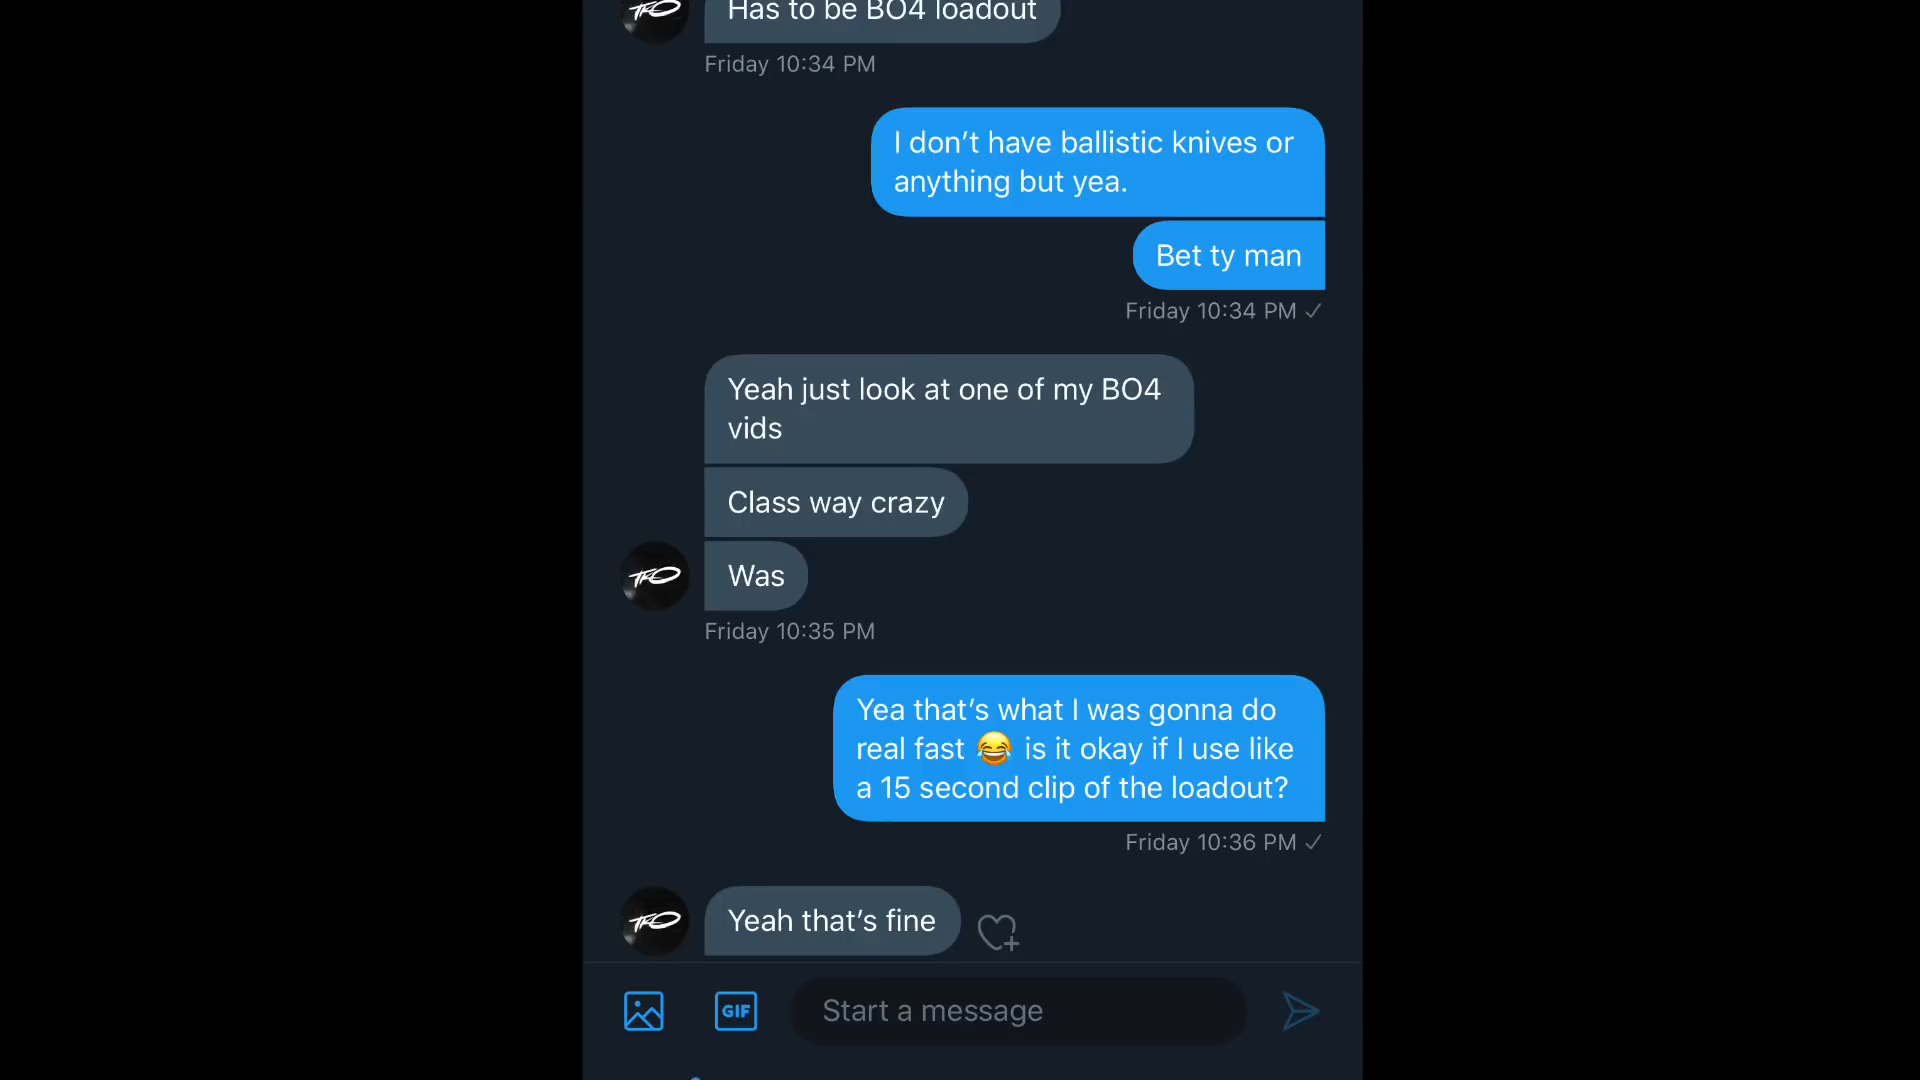 Has to be BO4 loadout
Friday 10:34 PM
I don’t have ballistic knives or
anything but yea.
Bet ty man
Friday 10:34 PM ✓
Yeah just look at one of my BO4
vids
Class way crazy
Was
Friday 10:35 PM
Yea that’s what I was gonna do
real fast 😂 is it okay if I use like
a 15 second clip of the loadout?
Friday 10:36 PM ✓
Yeah that’s fine
GIF
Start a message